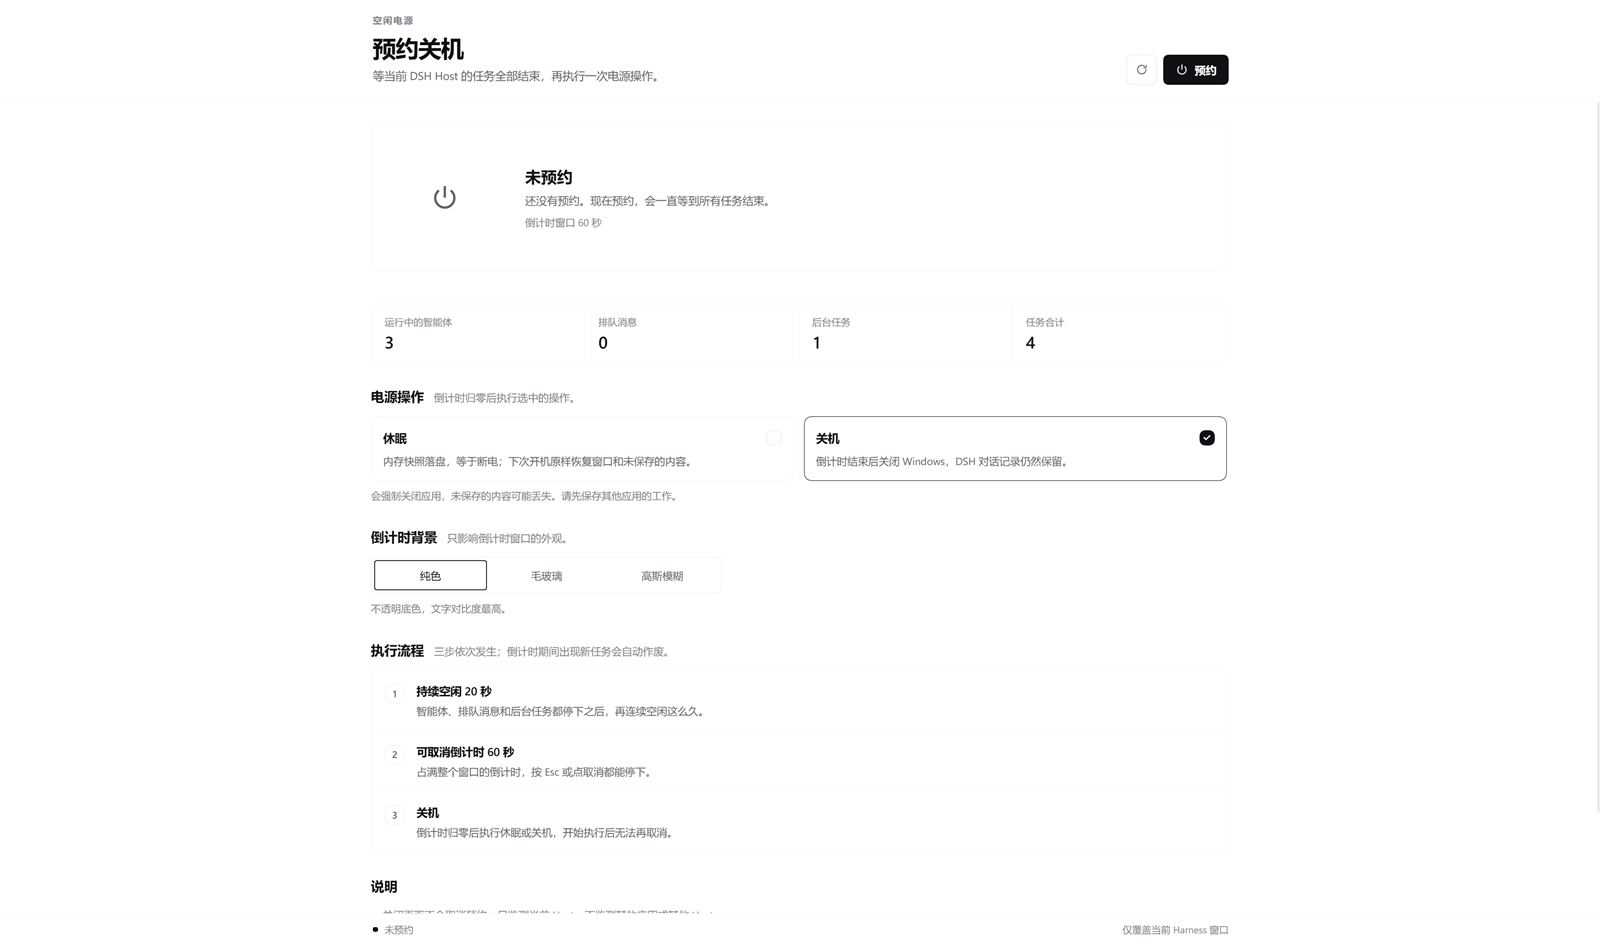 空闲电源
预约关机
等当前 DSH Host 的任务全部结束，再执行一次电源操作。
预约
未预约
还没有预约。现在预约，会一直等到所有任务结束。
倒计时窗口 60 秒
运行中的智能体
3
排队消息
0
后台任务
1
任务合计
4
电源操作 倒计时归零后执行选中的操作。
休眠
内存快照落盘，等于断电；下次开机原样恢复窗口和未保存的内容。
关机
倒计时结束后关闭 Windows，DSH 对话记录仍然保留。
会强制关闭应用，未保存的内容可能丢失。请先保存其他应用的工作。
倒计时背景 只影响倒计时窗口的外观。
纯色
毛玻璃
高斯模糊
不透明底色，文字对比度最高。
执行流程 三步依次发生；倒计时期间出现新任务会自动作废。
1 持续空闲 20 秒
智能体、排队消息和后台任务都停下之后，再连续空闲这么久。
2 可取消倒计时 60 秒
占满整个窗口的倒计时，按 Esc 或点取消都能停下。
3 关机
倒计时归零后执行休眠或关机，开始执行后无法再取消。
说明
未预约
仅覆盖当前 Harness 窗口